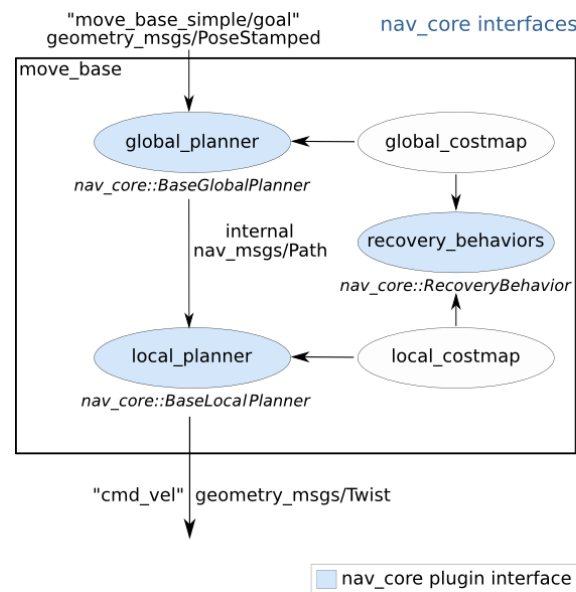 "move_base_simple/goal"
geometry_msgs/PoseStamped
nav_core interfaces
move_base
global_planner
global_costmap
nav_core::BaseGlobalPlanner
internal
nav_msgs/Path
recovery_behaviors
nav_core::RecoveryBehavior
local_planner
local_costmap
nav_core::BaseLocalPlanner
"cmd_vel" geometry_msgs/Twist
nav_core plugin interface